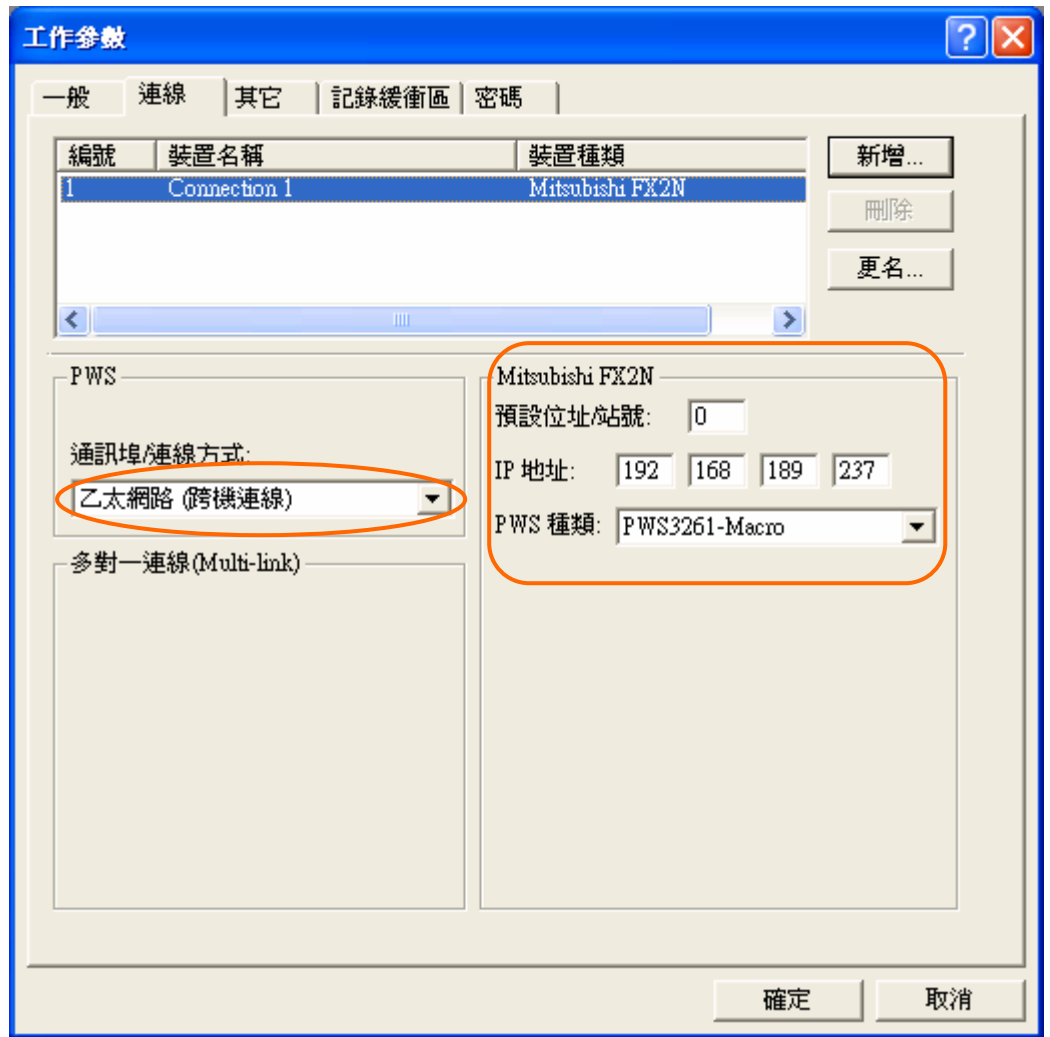 工作參數
一般 連線 其它 記錄緩衝區 密碼
編號 裝置名稱 裝置種類
1 Connection 1 Mitsubishi FX2N
新增...
刪除
更名...
PWS
通訊埠/連線方式:
乙太網路 (跨機連線)
多對一連線(Multi-link)
Mitsubishi FX2N
預設位址/站號: 0
IP 地址: 192 168 189 237
PWS 種類: PWS3261-Macro
確定 取消